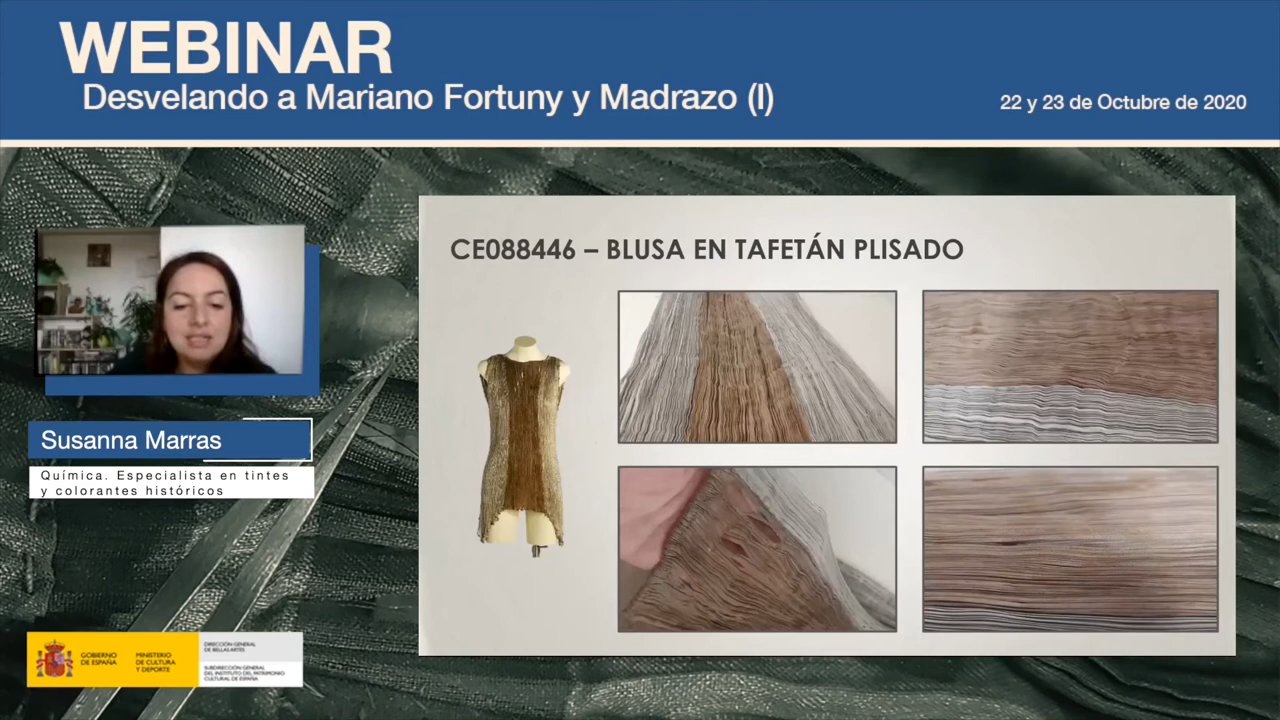 WEBINAR
Desvelando a Mariano Fortuny y Madrazo (I)
22 y 23 de Octubre de 2020
CE088446 – BLUSA EN TAFETÁN PLISADO
Susanna Marras
Química. Especialista en tintes
y colorantes históricos
GOBIERNO
DE ESPAÑA
MINISTERIO
DE CULTURA
Y DEPORTE
DIRECCIÓN GENERAL
DE BELLAS ARTES
SUBDIRECCIÓN GENERAL
DEL INSTITUTO DEL PATRIMONIO
CULTURAL DE ESPAÑA